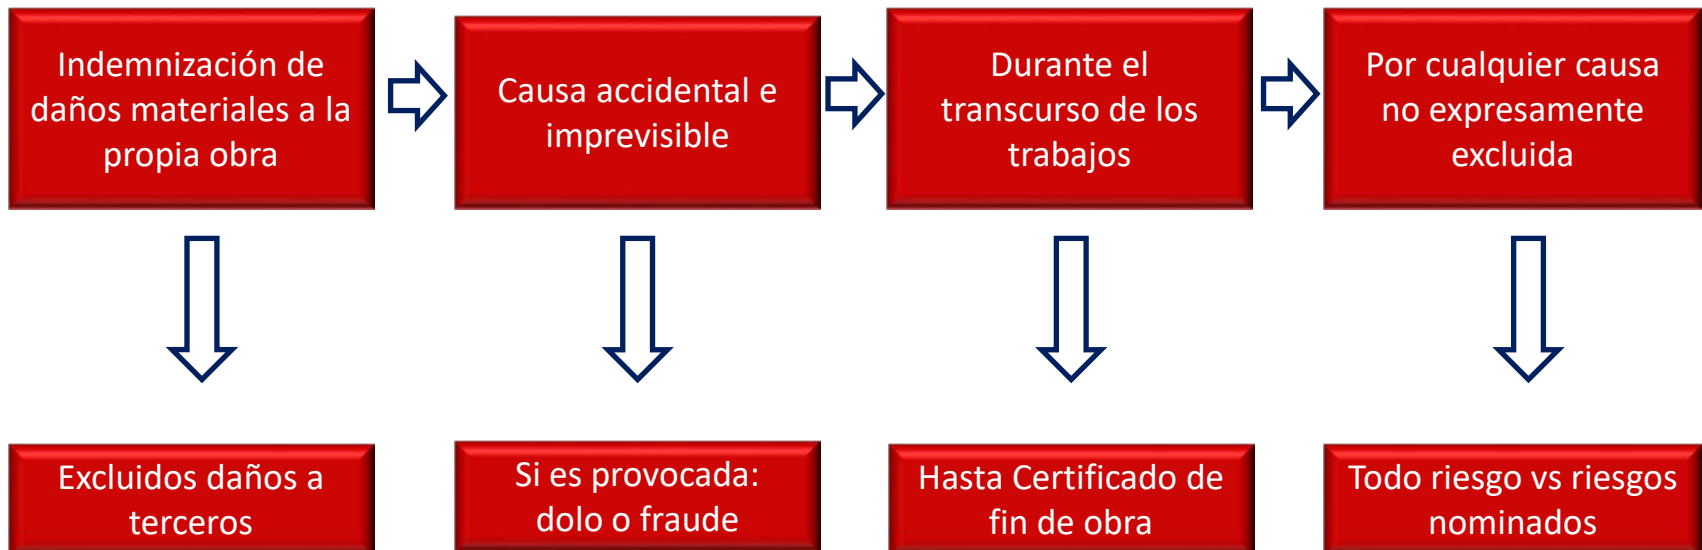 Indemnización de
daños materiales a la
propia obra
Causa accidental e
imprevisible
Durante el
transcurso de los
trabajos
Por cualquier causa
no expresamente
excluida
Excluidos daños a
terceros
Si es provocada:
dolo o fraude
Hasta Certificado de
fin de obra
Todo riesgo vs riesgos
nominados